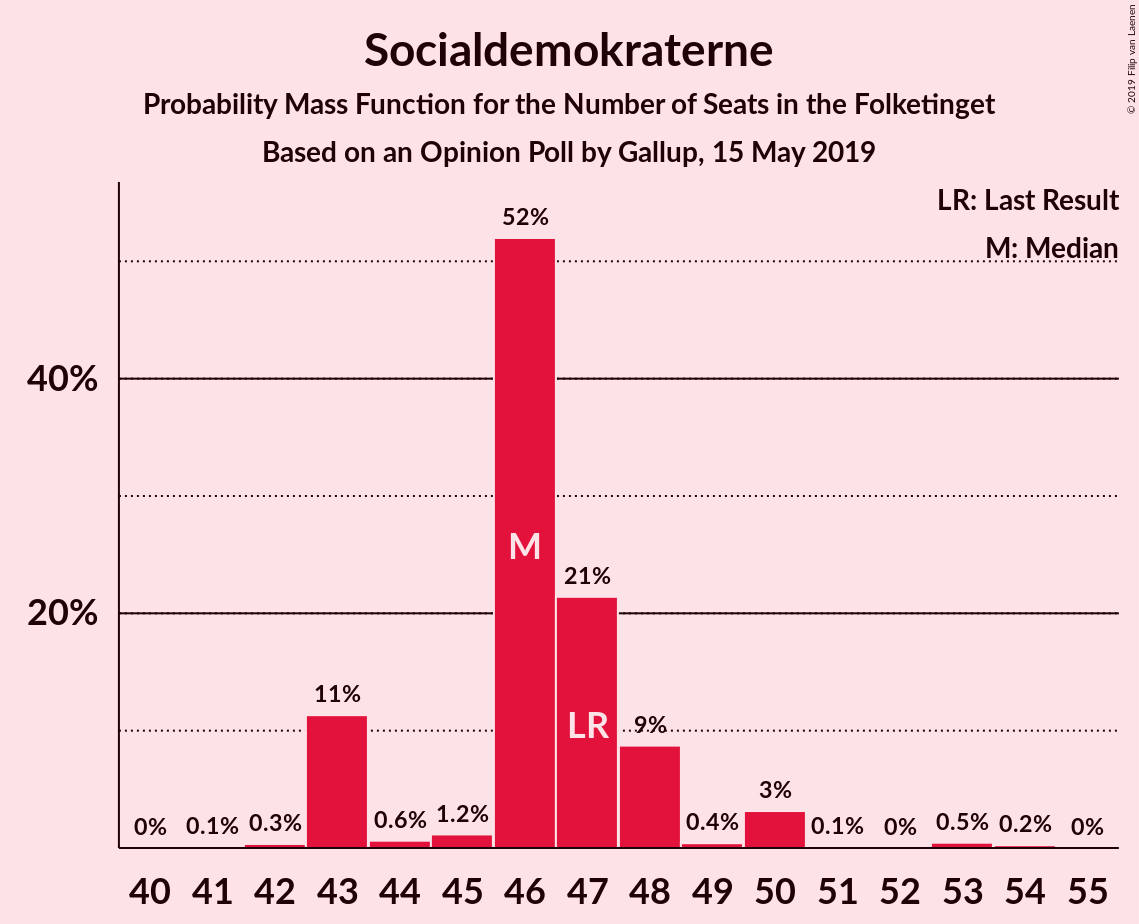 Socialdemokraterne
Probability Mass Function for the Number of Seats in the Folketinget
Based on an Opinion Poll by Gallup, 15 May 2019
© 2019 Filip van Laenen
LR: Last Result
M: Median
40%
20%
0%
0.1%
0.3%
11%
0.6%
1.2%
52%
21%
9%
0.4%
3%
0.1%
0%
0.5%
0.2%
0%
M
LR
40 41 42 43 44 45 46 47 48 49 50 51 52 53 54 55